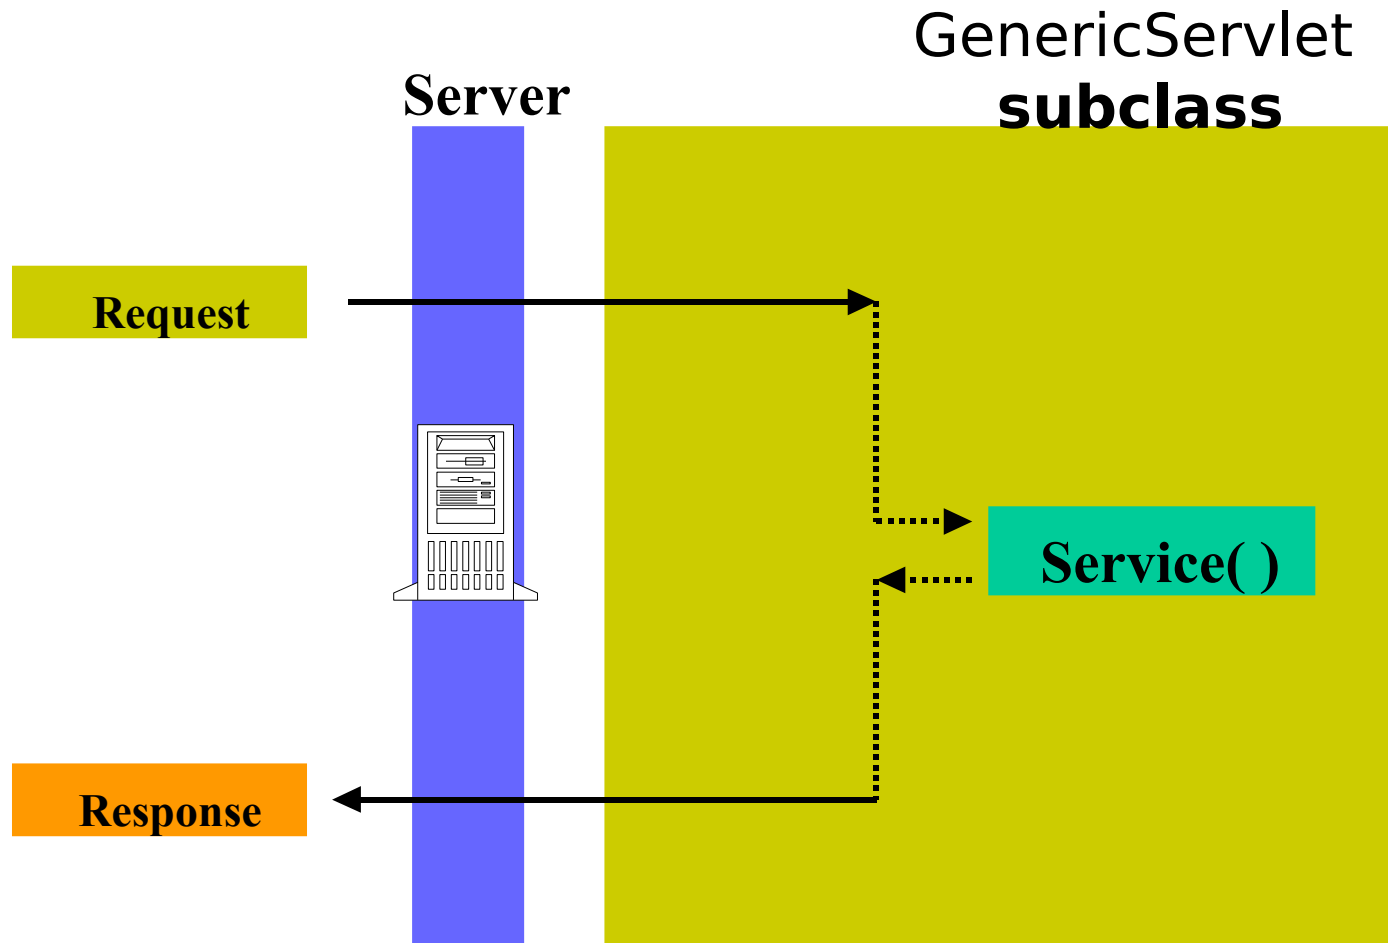 GenericServlet
subclass
Server
Request
Service( )
Response